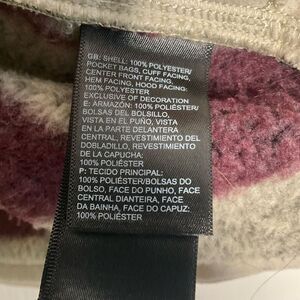 GB: SHELL: 100% POLYESTER/
POCKET BAGS, CUFF FACING,
CENTER FRONT FACING,
HEM FACING, HOOD FACING:
100% POLYESTER
EXCLUSIVE OF DECORATION
E: ARMAZÓN: 100% POLIÉSTER/
BOLSAS DEL BOLSILLO,
VISTA EN EL PUÑO, VISTA
EN LA PARTE DELANTERA
CENTRAL, REVESTIMIENTO DEL
DOBLADILLO, REVESTIMIENTO
DE LA CAPUCHA:
100% POLIÉSTER
P: TECIDO PRINCIPAL:
100% POLIÉSTER/BOLSAS DO
BOLSO, FACE DO PUNHO, FACE
CENTRAL DIANTEIRA, FACE
DA BAINHA, FACE DO CAPUZ:
100% POLIÉSTER